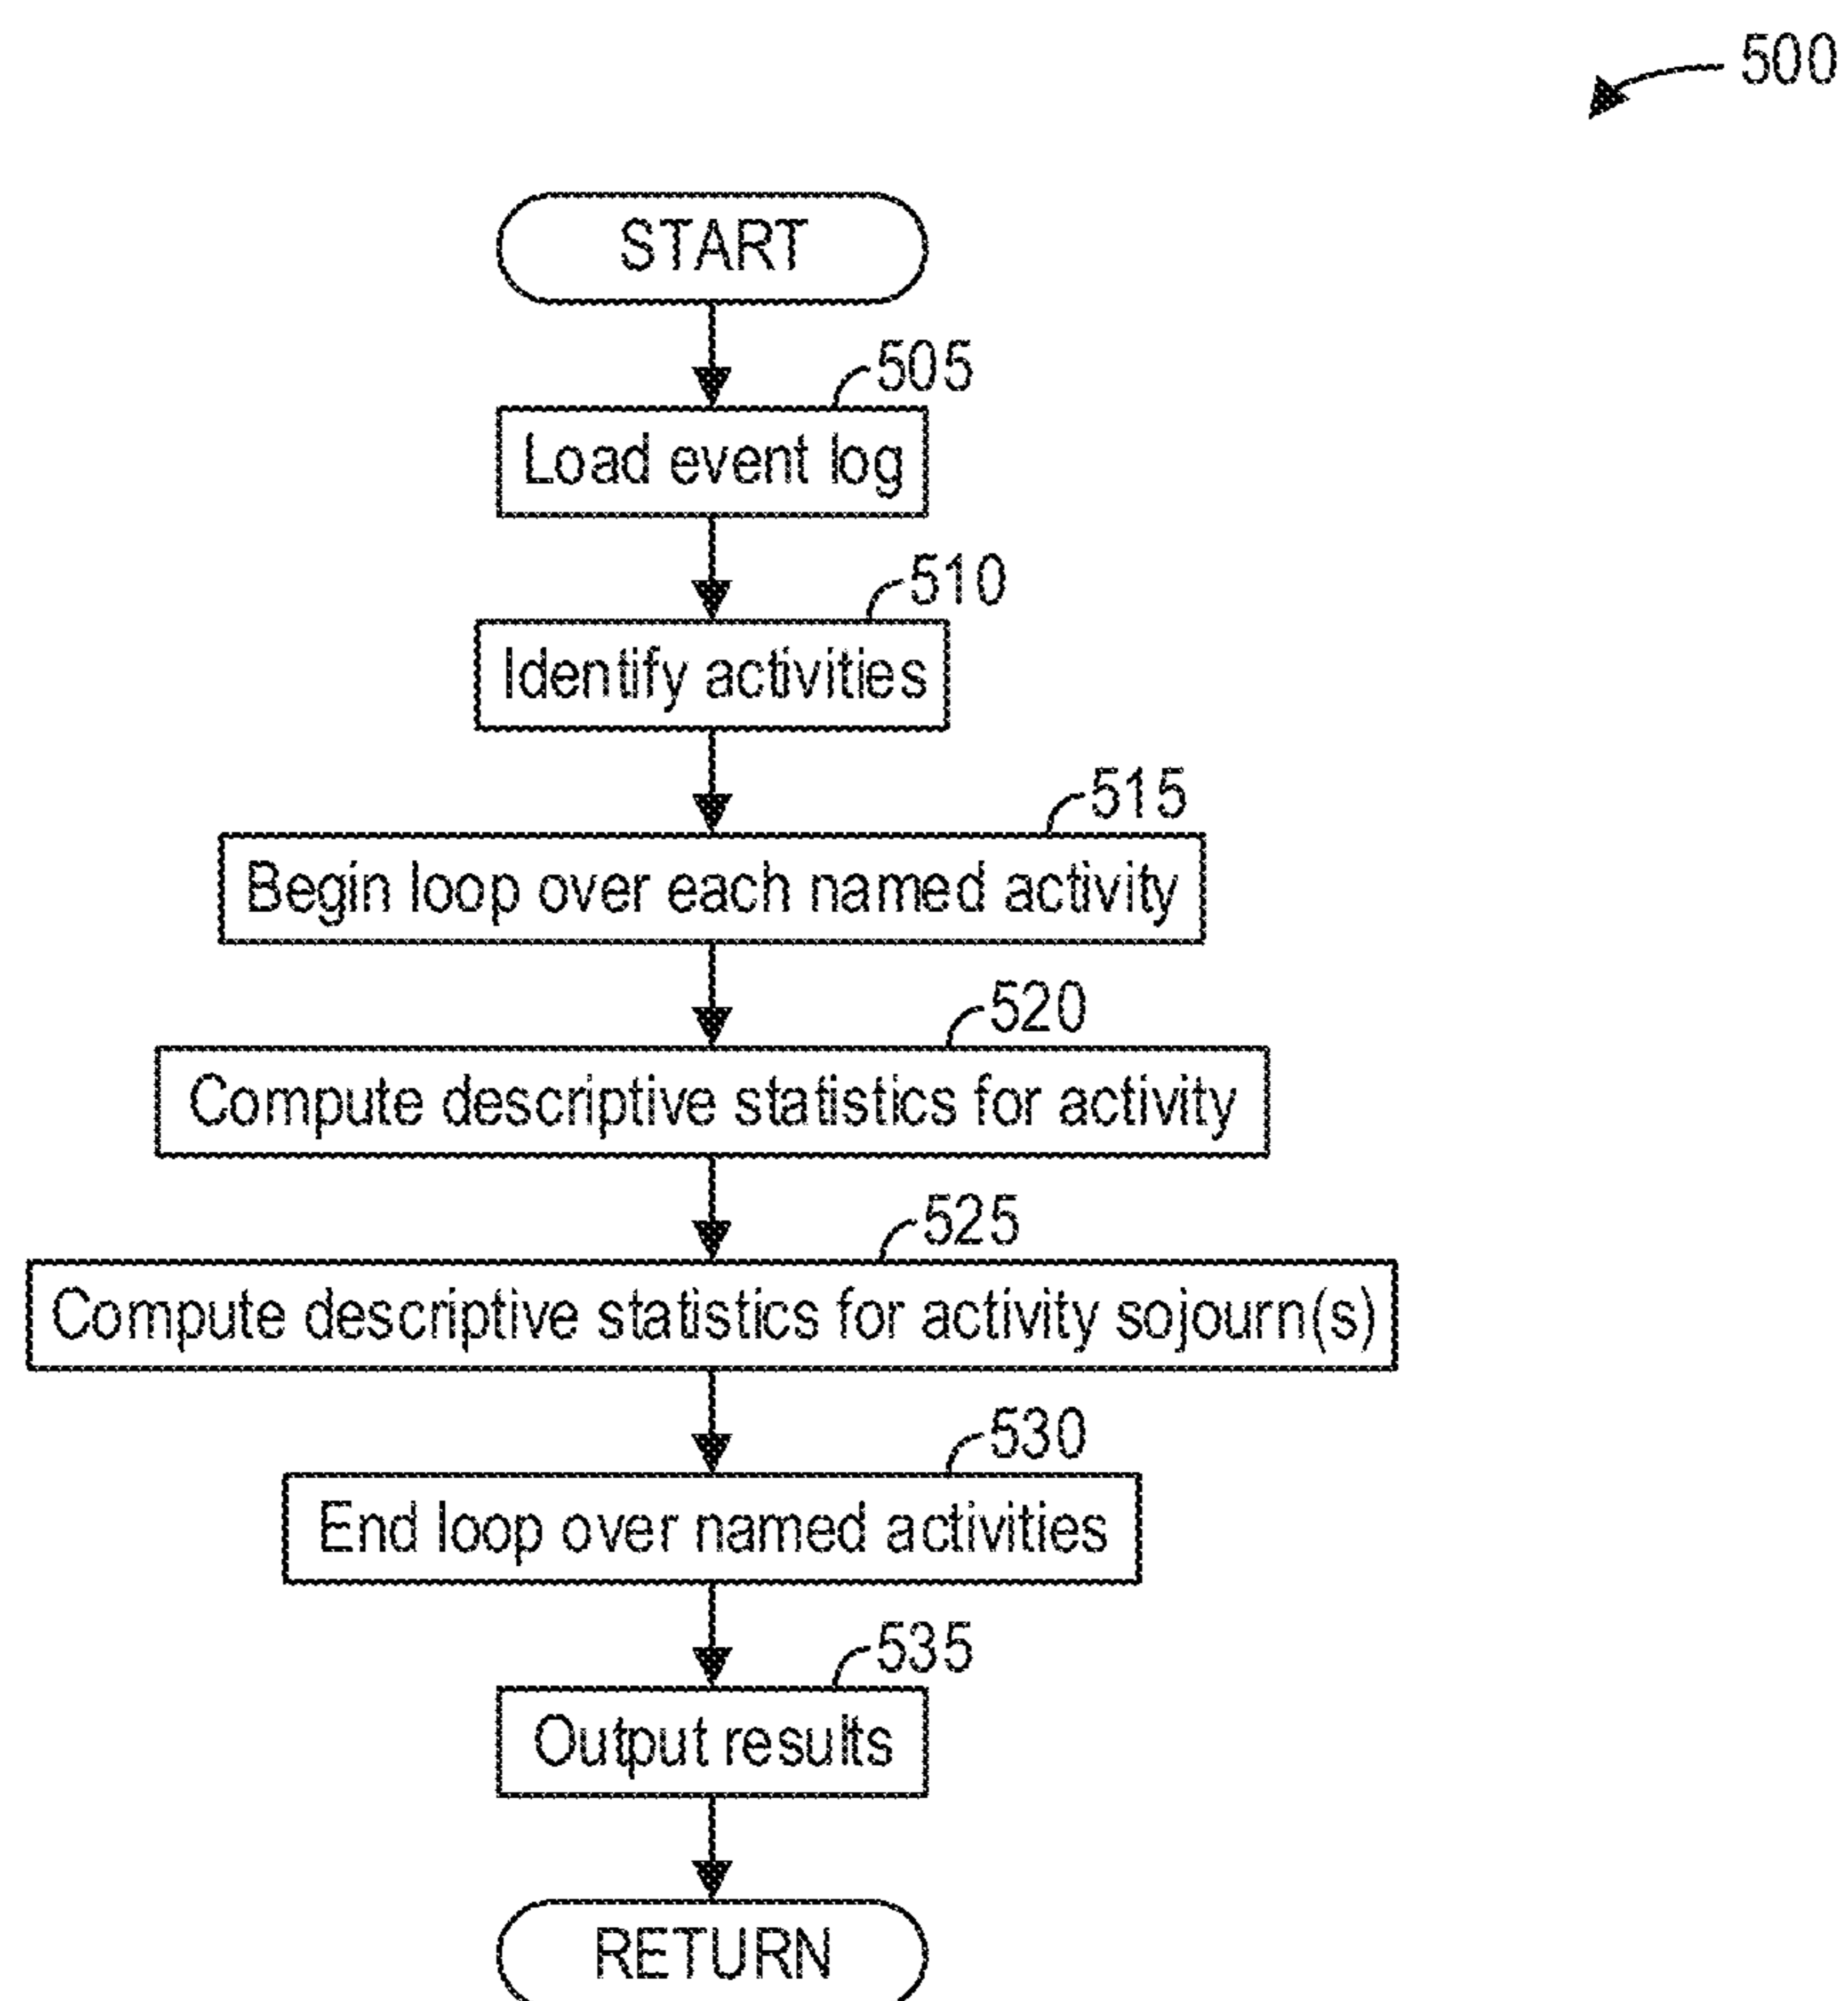 500
START
505
Load event log
510
Identify activities
515
Begin loop over each named activity
520
Compute descriptive statistics for activity
525
Compute descriptive statistics for activity sojourn(s)
530
End loop over named activities
535
Output results
RETURN